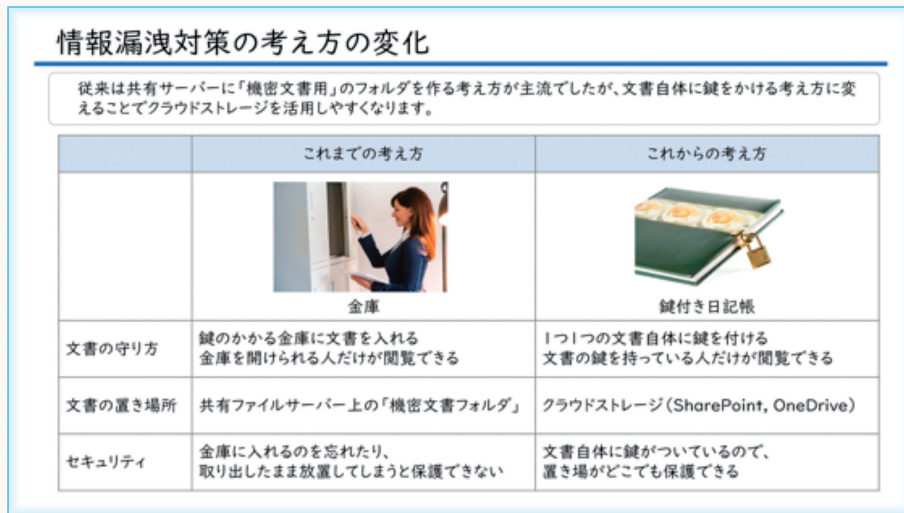 情報漏洩対策の考え方の変化
従来は共有サーバーに「機密文書用」のフォルダを作る考え方が主流でしたが、文書自体に鍵をかける考え方に変
えることでクラウドストレージを活用しやすくなります。
これまでの考え方
これからの考え方
金庫
鍵付き日記帳
文書の守り方
鍵のかかる金庫に文書を入れる
金庫を開けられる人だけが閲覧できる
1つ1つの文書自体に鍵を付ける
文書の鍵を持っている人だけが閲覧できる
文書の置き場所
共有ファイルサーバー上の「機密文書フォルダ」
クラウドストレージ(SharePoint, OneDrive)
セキュリティ
金庫に入れるのを忘れたり、
取り出したまま放置してしまうと保護できない
文書自体に鍵がついているので、
置き場がどこでも保護できる